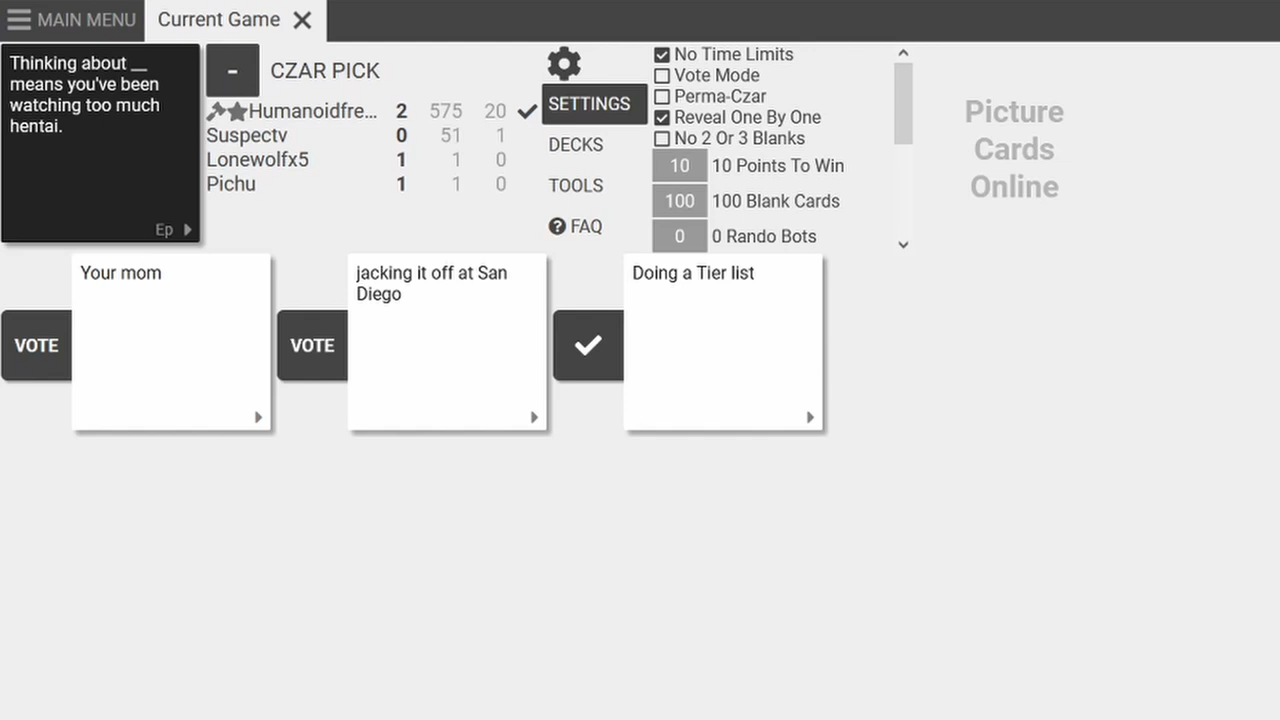 MAIN MENU
Current Game
Thinking about __
means you've been
watching too much
hentai.
Ep
-
CZAR PICK
Humanoidfre... 2 575 20
Suspectv 0 51 1
Lonewolfx5 1 1 0
Pichu 1 1 0
SETTINGS
DECKS
TOOLS
FAQ
No Time Limits
Vote Mode
Perma-Czar
Reveal One By One
No 2 Or 3 Blanks
10 10 Points To Win
100 100 Blank Cards
0 0 Rando Bots
Picture
Cards
Online
VOTE
Your mom
VOTE
jacking it off at San
Diego
Doing a Tier list